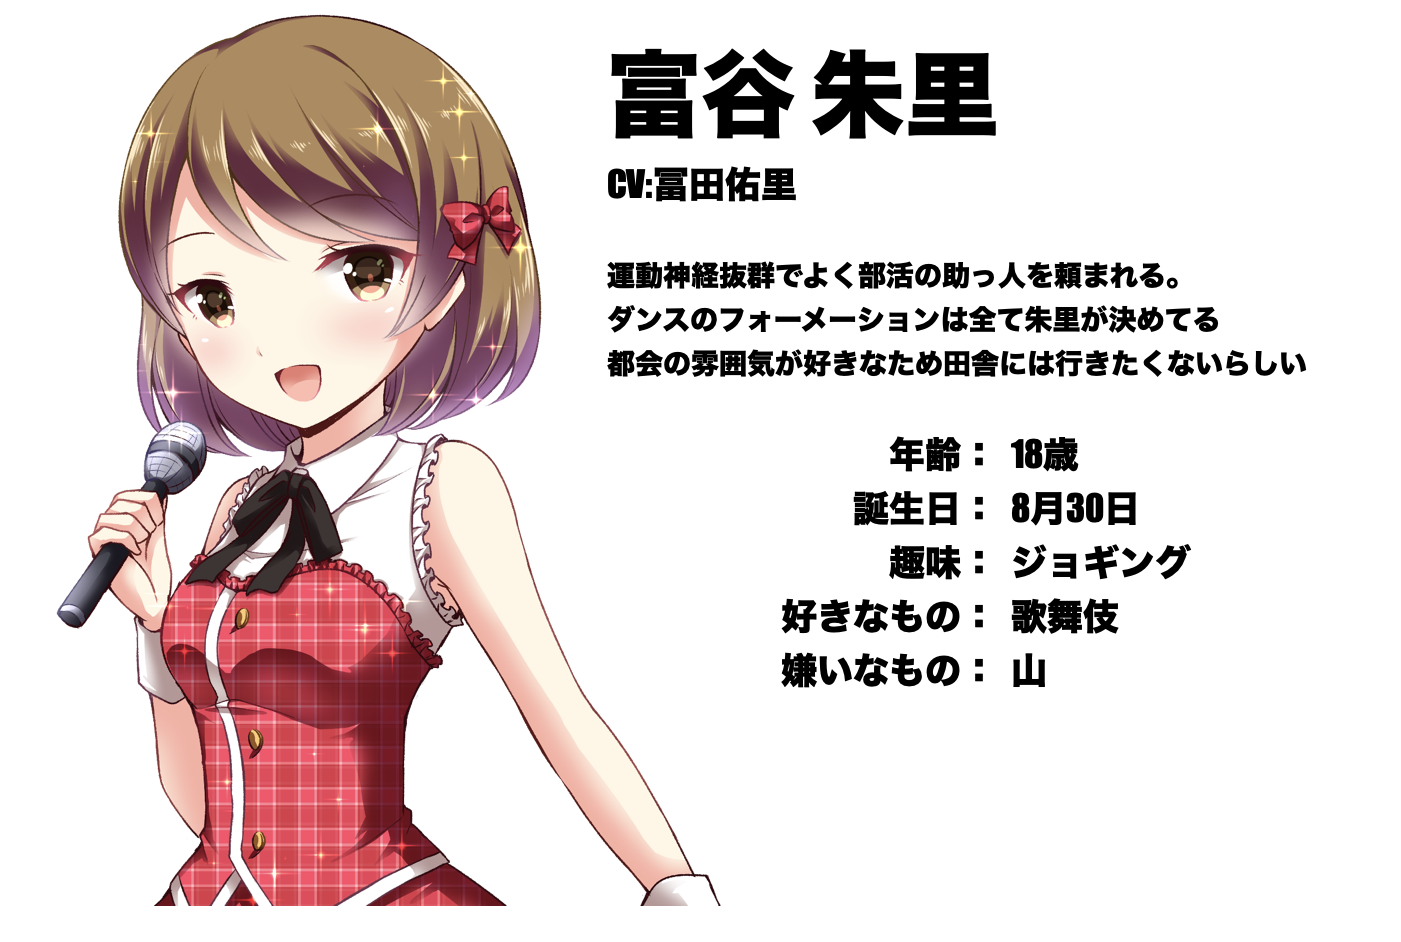 富谷 朱里
CV:冨田佑里
運動神経抜群でよく部活の助っ人を頼まれる。
ダンスのフォーメーションは全て朱里が決めてる
都会の雰囲気が好きなため田舎には行きたくないらしい
年齢： 18歳
誕生日： 8月30日
趣味： ジョギング
好きなもの： 歌舞伎
嫌いなもの： 山